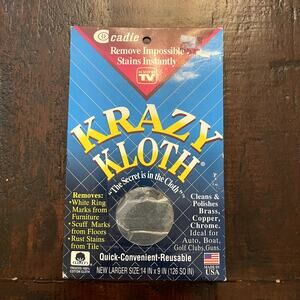 cadie
Remove Impossible
Stains Instantly
TV
KRAZY
KLOTH
"The Secret is in the Cloth"
Removes:
•White Ring
Marks from
Furniture
•Scuff Marks
from Floors
•Rust Stains
from Tile
Cleans &
Polishes
Brass,
Copper,
Chrome.
Ideal for
Auto, Boat,
Golf Clubs, Guns.
Quick-Convenient-Reusable
NEW LARGER SIZE: 14 IN x 9 IN (126 SQ IN)
USA